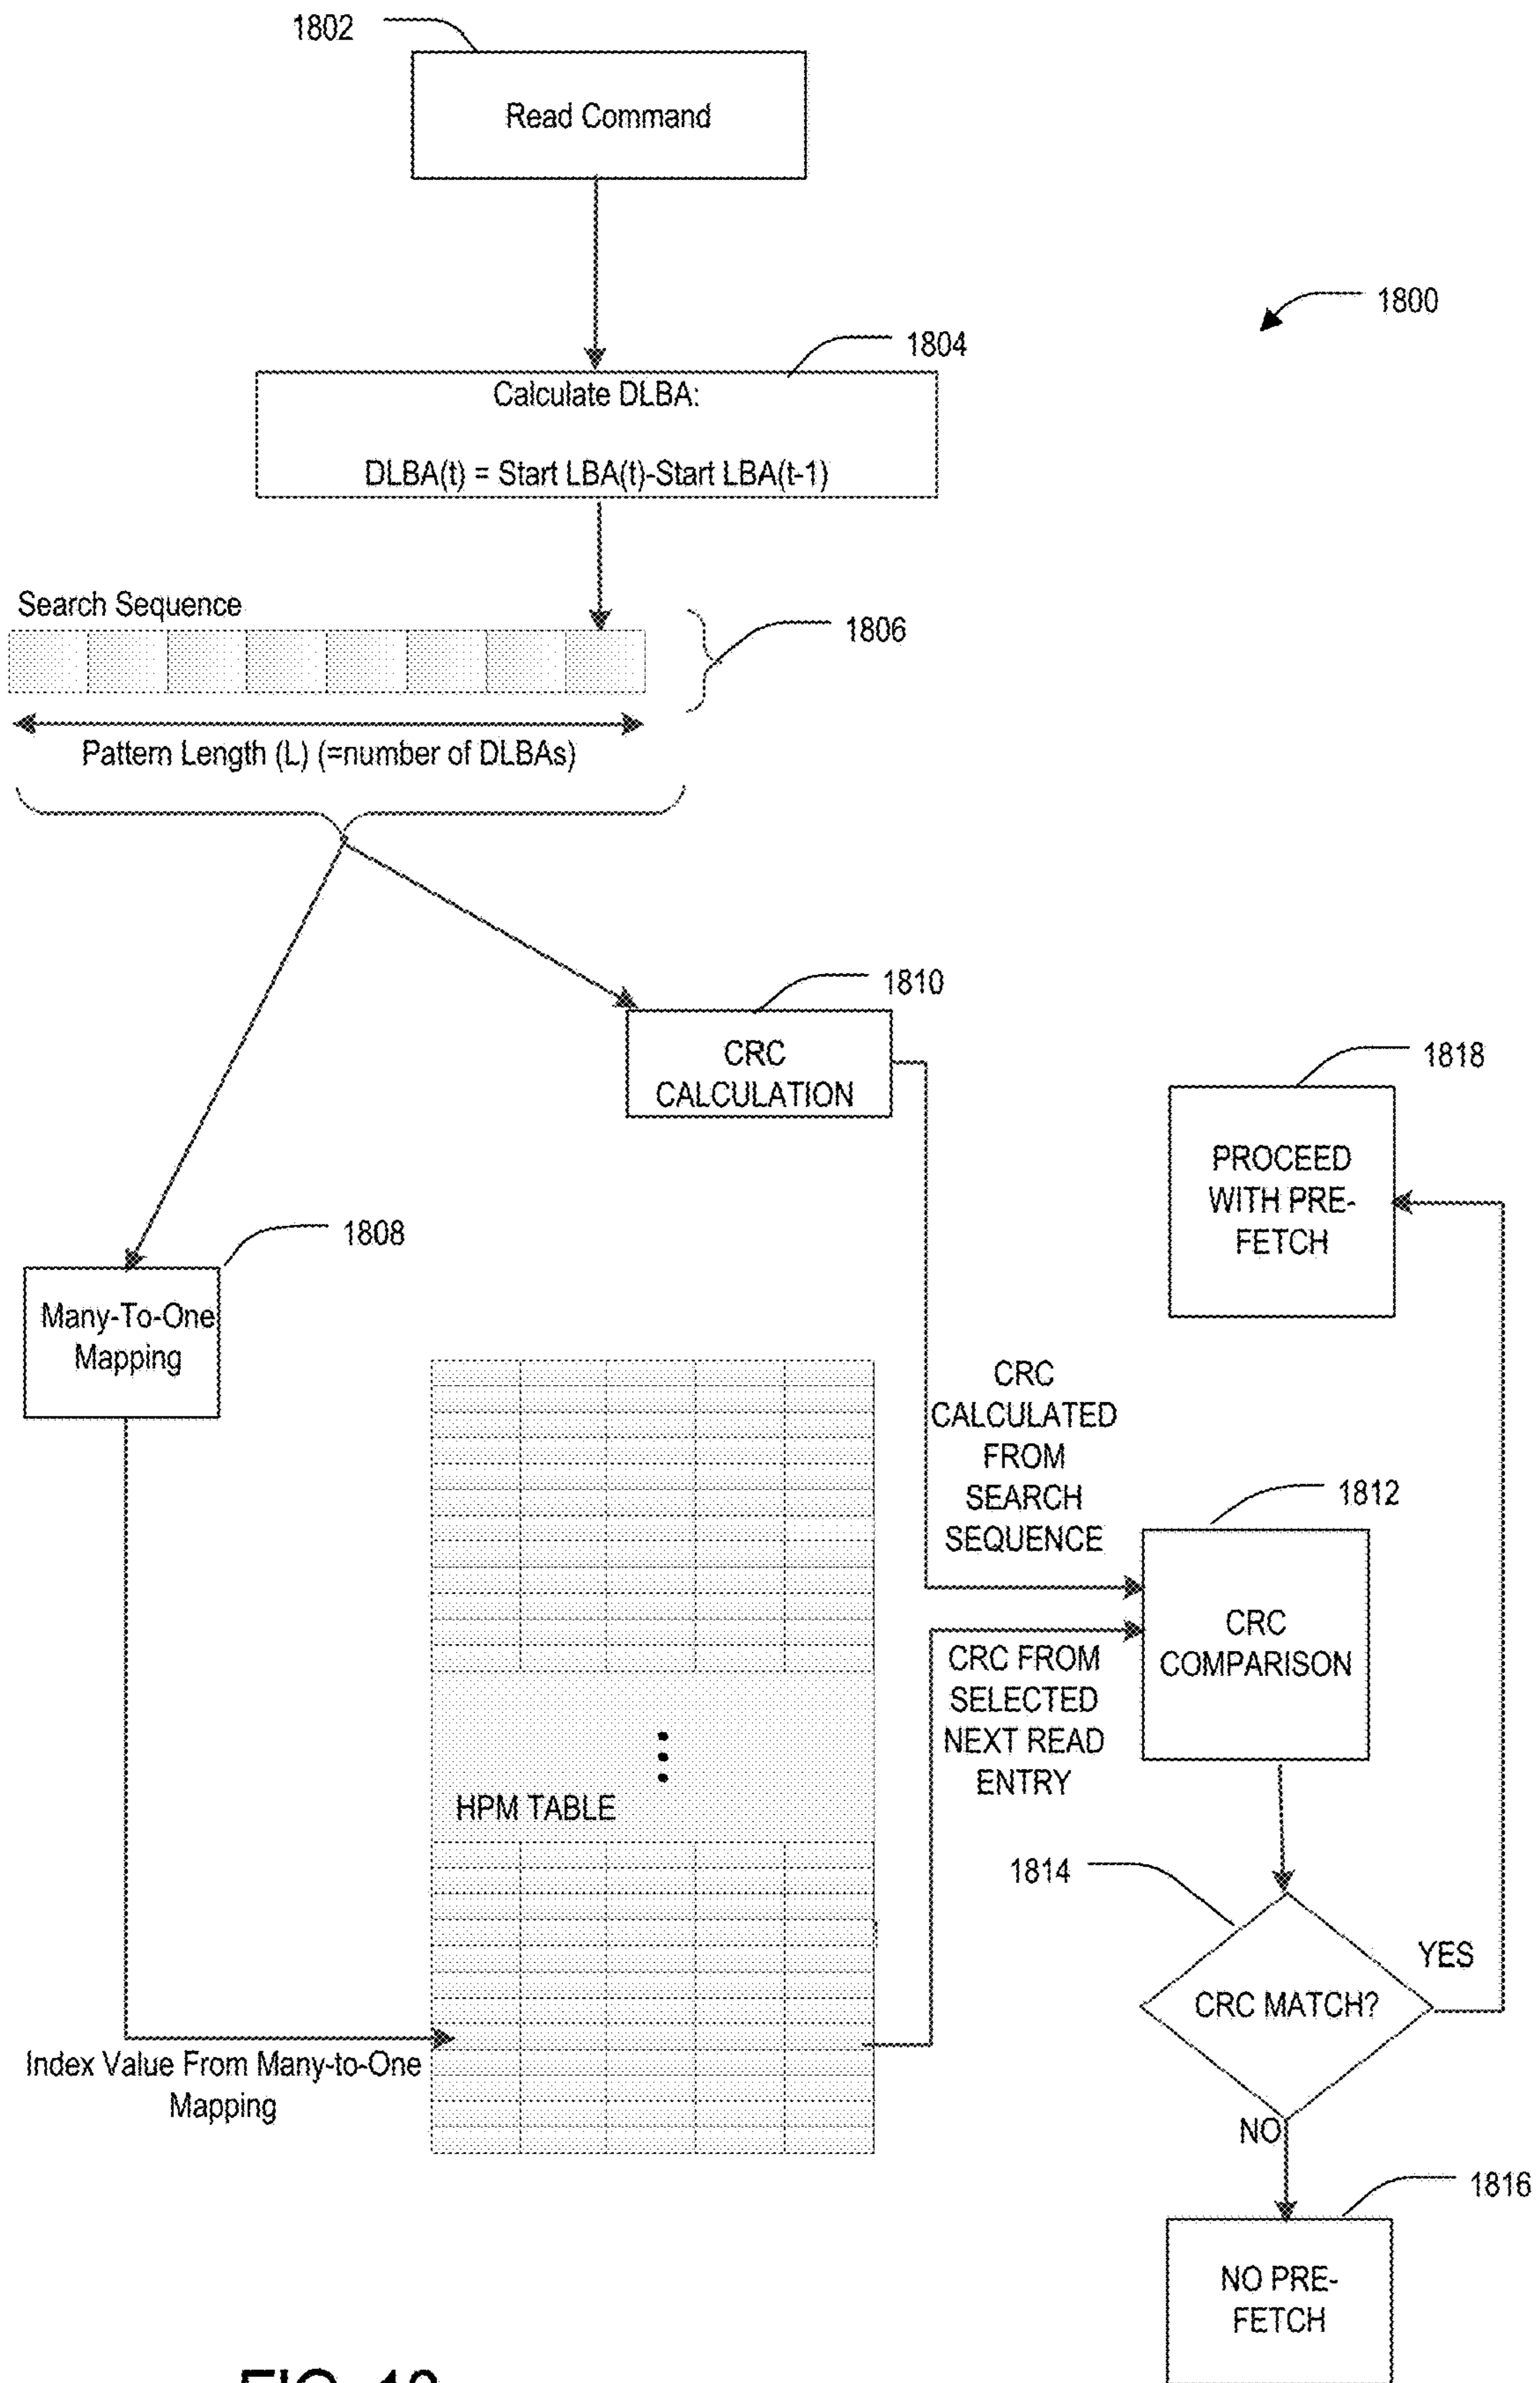 1802
Read Command
1800
1804
Calculate DLBA:
DLBA(t) = Start LBA(t)-Start LBA(t-1)
Search Sequence
1806
Pattern Length (L) (=number of DLBAs)
1810
CRC
CALCULATION
1818
PROCEED
WITH PRE-
FETCH
1808
Many-To-One
Mapping
CRC
CALCULATED
FROM
SEARCH
SEQUENCE
1812
CRC
COMPARISON
CRC FROM
SELECTED
NEXT READ
ENTRY
HPM TABLE
1814
YES
CRC MATCH?
Index Value From Many-to-One
Mapping
NO
1816
NO PRE-
FETCH